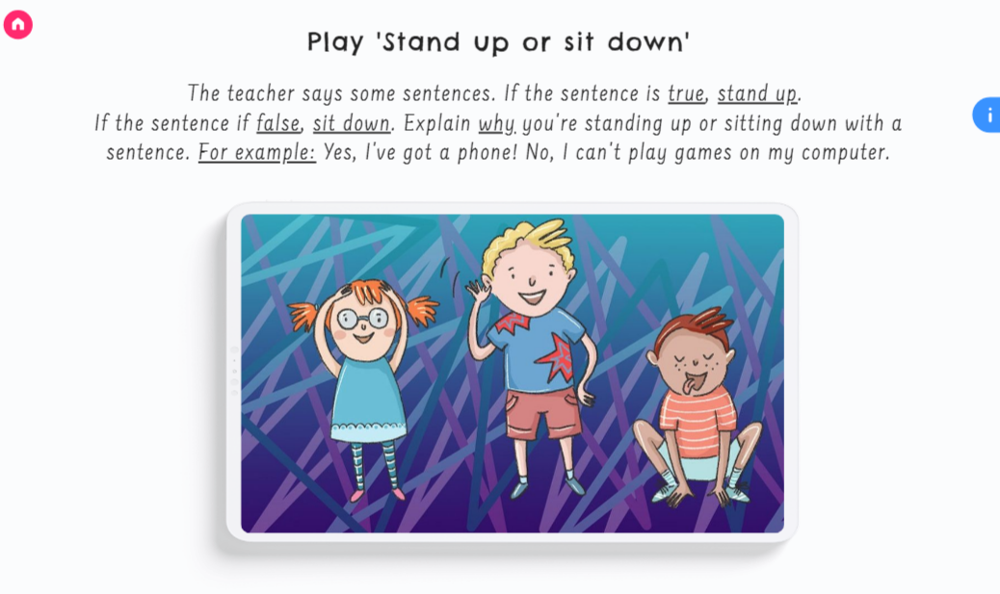 Play 'Stand up or sit down'
The teacher says some sentences. If the sentence is true, stand up.
If the sentence if false, sit down. Explain why you're standing up or sitting down with a
sentence. For example: Yes, I've got a phone! No, I can't play games on my computer.
i